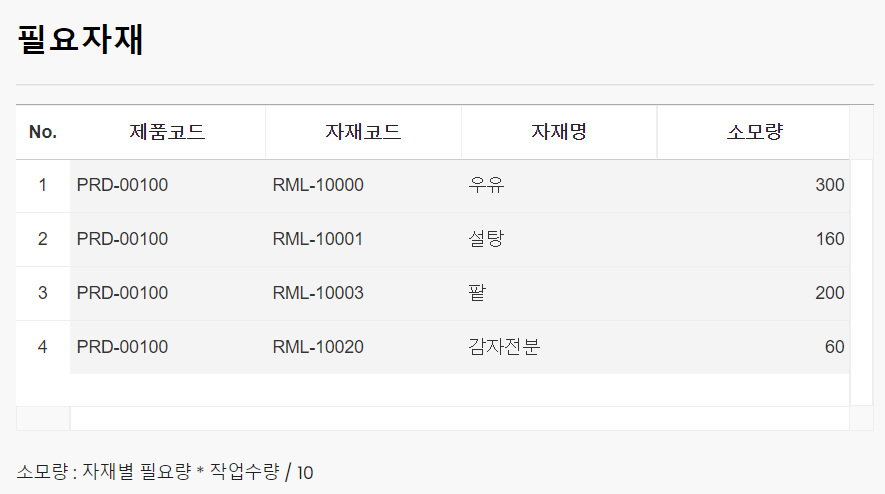 필요자재
No. 제품코드 자재코드 자재명 소모량
1 PRD-00100 RML-10000 우유 300
2 PRD-00100 RML-10001 설탕 160
3 PRD-00100 RML-10003 팥 200
4 PRD-00100 RML-10020 감자전분 60
소모량 : 자재별 필요량 * 작업수량 / 10